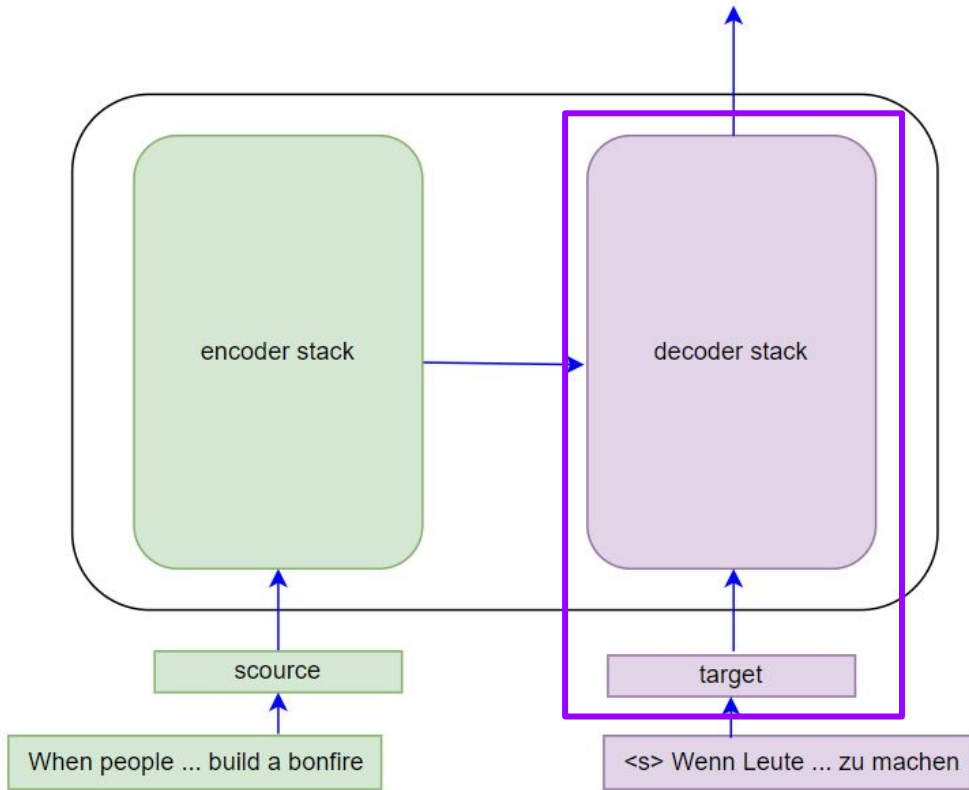 encoder stack
decoder stack
scource
target
When people ... build a bonfire
<s> Wenn Leute ... zu machen